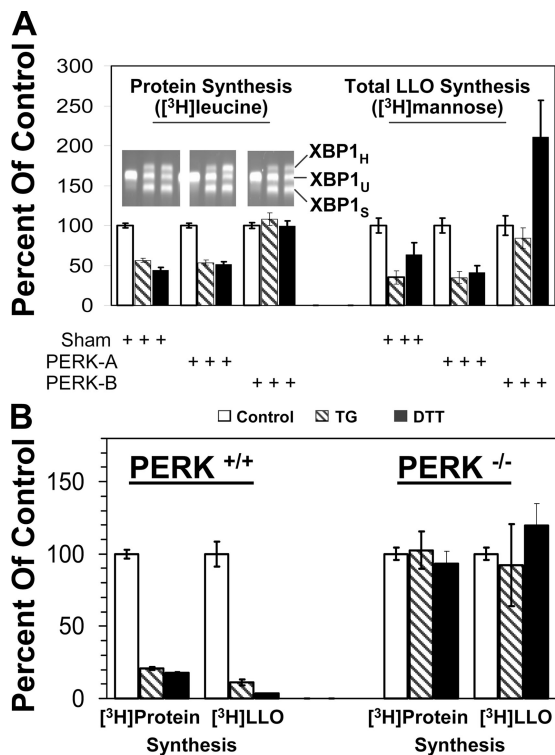 A
Percent Of Control
300
250
200
150
100
50
0
Protein Synthesis
([³H]leucine)
Total LLO Synthesis
([³H]mannose)
XBP1H
XBP1U
XBP1S
Sham + + + + + +
PERK-A + + + + + +
PERK-B + + + + + +
Control TG DTT
B
Percent Of Control
150
100
50
0
PERK +/+
PERK -/-
[³H]Protein [³H]LLO [³H]Protein [³H]LLO
Synthesis Synthesis